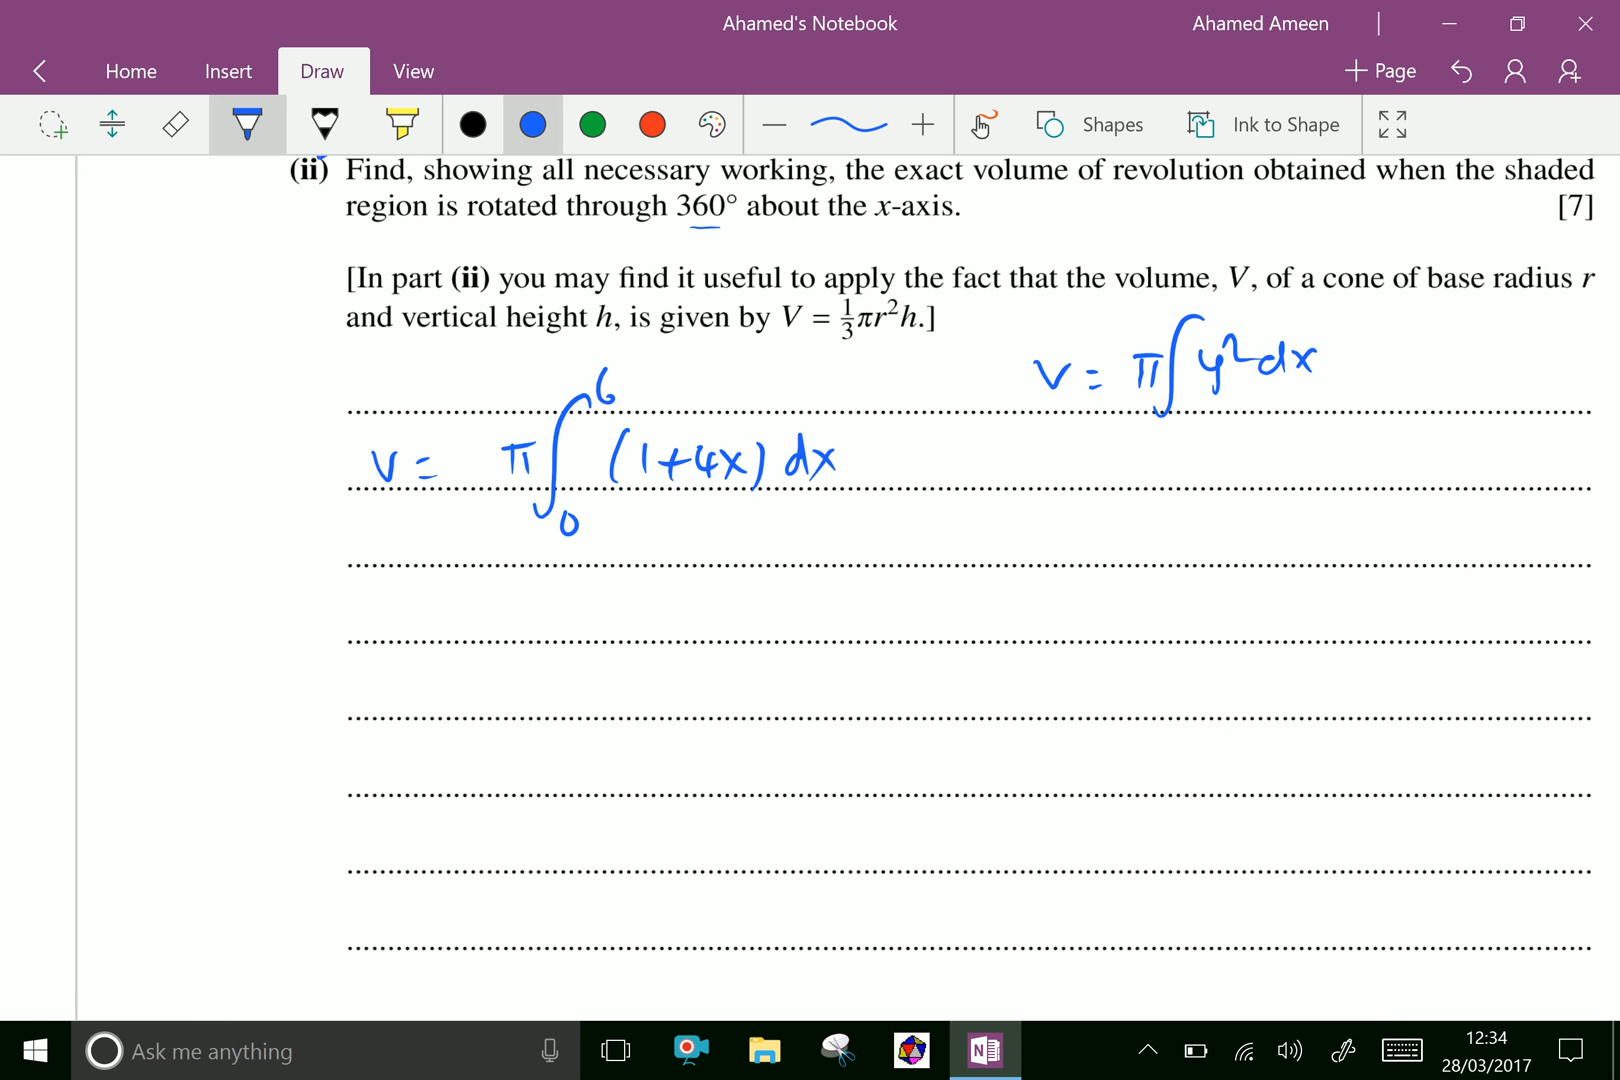 Ahamed's Notebook
Ahamed Ameen
Home Insert Draw View
Page
Shapes
Ink to Shape
(ii) Find, showing all necessary working, the exact volume of revolution obtained when the shaded
region is rotated through 360° about the x-axis. [7]
[In part (ii) you may find it useful to apply the fact that the volume, V, of a cone of base radius r
and vertical height h, is given by V = 1/3πr²h.]
V = π∫y²dx
V = π∫₀⁶ (1+4x) dx
Ask me anything
N
12:34
28/03/2017